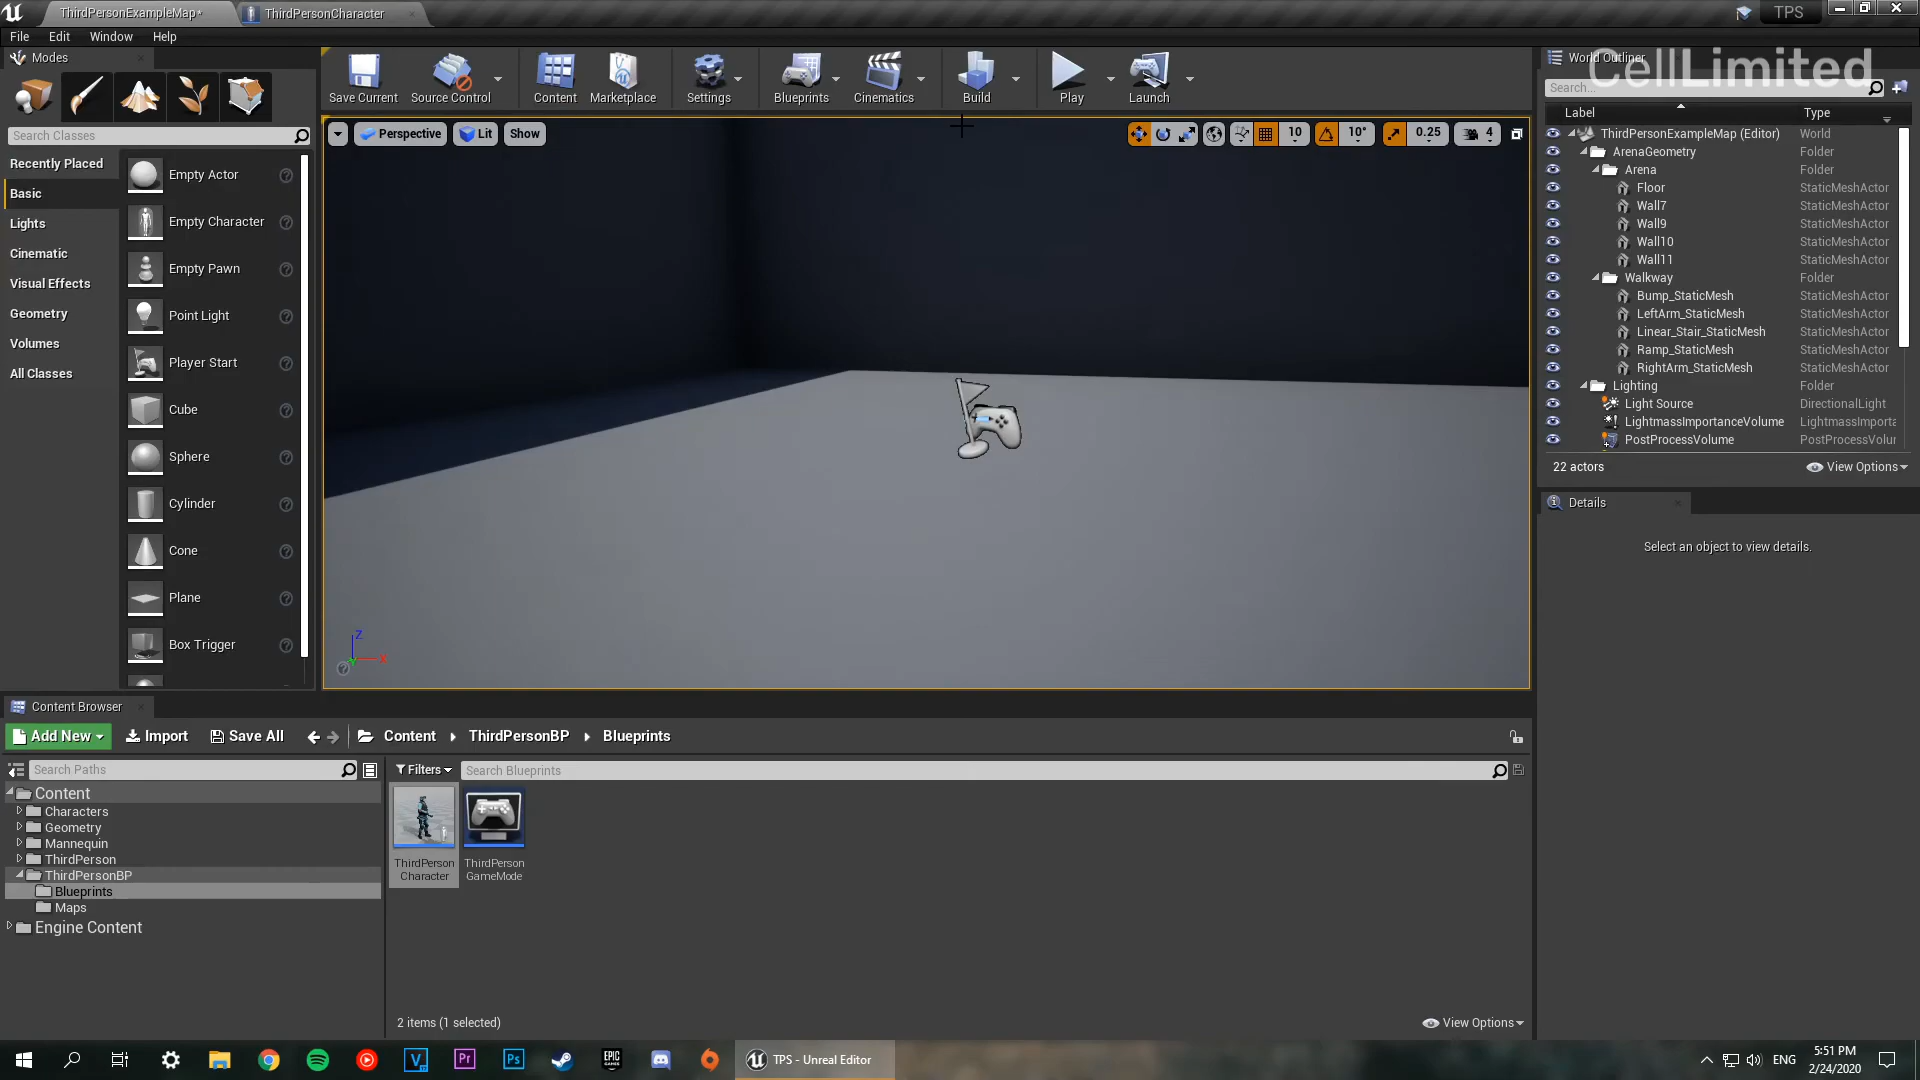 ThirdPersonExampleMap*
ThirdPersonCharacter
TPS
File Edit Window Help
CellLimited
Modes
World Outliner
Save Current
Source Control
Content
Marketplace
Settings
Blueprints
Cinematics
Build
Play
Launch
Search...
Label Type
Search Classes
Perspective Lit Show
10 10° 0.25 4
Recently Placed
Basic
Lights
Cinematic
Visual Effects
Geometry
Volumes
All Classes
Empty Actor
Empty Character
Empty Pawn
Point Light
Player Start
Cube
Sphere
Cylinder
Cone
Plane
Box Trigger
Z
X
ThirdPersonExampleMap (Editor) World
ArenaGeometry Folder
Arena Folder
Floor StaticMeshActor
Wall7 StaticMeshActor
Wall9 StaticMeshActor
Wall10 StaticMeshActor
Wall11 StaticMeshActor
Walkway Folder
Bump_StaticMesh StaticMeshActor
LeftArm_StaticMesh StaticMeshActor
Linear_Stair_StaticMesh StaticMeshActor
Ramp_StaticMesh StaticMeshActor
RightArm_StaticMesh StaticMeshActor
Lighting Folder
Light Source DirectionalLight
LightmassImportanceVolume LightmassImporta
PostProcessVolume PostProcessVolur
22 actors View Options
Details
Select an object to view details.
Content Browser
Add New Import Save All Content ThirdPersonBP Blueprints
Search Paths
Filters Search Blueprints
Content
Characters
Geometry
Mannequin
ThirdPerson
ThirdPersonBP
Blueprints
Maps
Engine Content
ThirdPerson
Character
ThirdPerson
GameMode
2 items (1 selected) View Options
Pr Ps EPIC GAMES
TPS - Unreal Editor
ENG
5:51 PM
2/24/2020